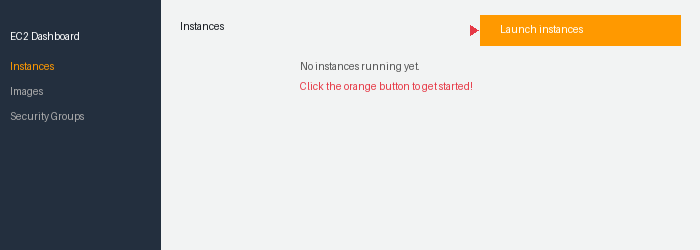 EC2 Dashboard
Instances
Images
Security Groups
Instances
Launch instances
No instances running yet.
Click the orange button to get started!